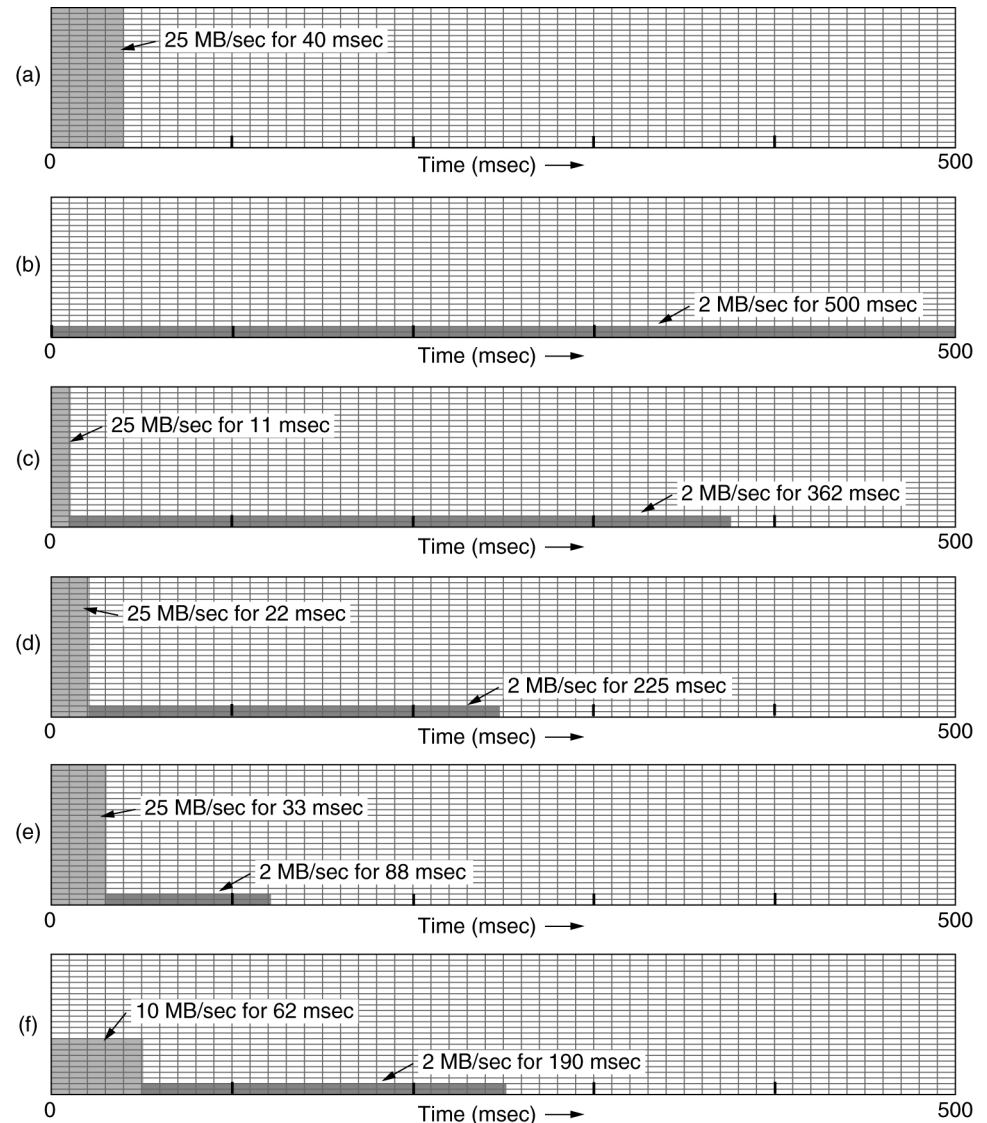 25 MB/sec for 40 msec
(a)
0
Time (msec)
500
(b)
2 MB/sec for 500 msec
0
Time (msec)
500
25 MB/sec for 11 msec
(c)
2 MB/sec for 362 msec
0
Time (msec)
500
25 MB/sec for 22 msec
(d)
2 MB/sec for 225 msec
0
Time (msec)
500
25 MB/sec for 33 msec
(e)
2 MB/sec for 88 msec
0
Time (msec)
500
10 MB/sec for 62 msec
(f)
2 MB/sec for 190 msec
0
Time (msec)
500